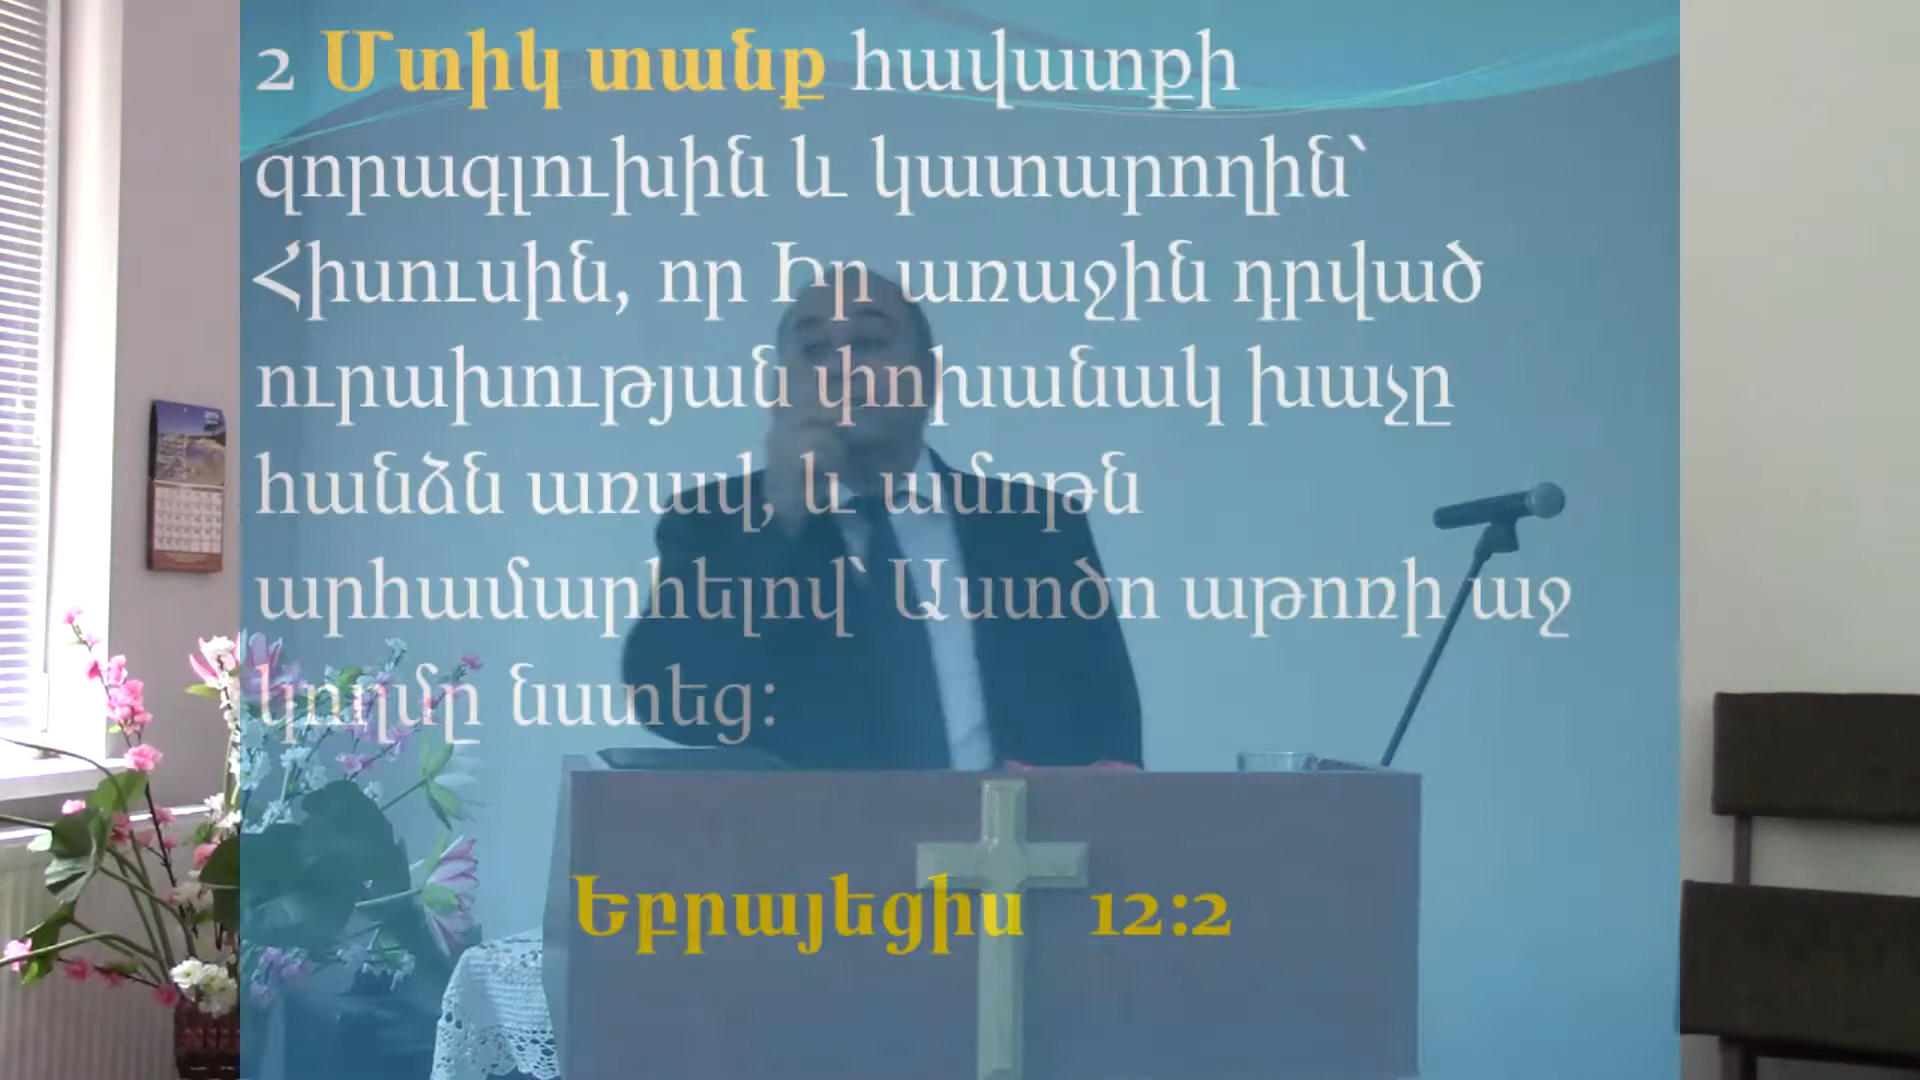 2 Մտիկ տանք հավատքի
զորագլուխին և կատարողին՝
Հիսուսին, որ Իր առաջին դրված
ուրախության փոխանակ խաչը
հանձն առավ, և ամոթն
արհամարհելով՝ Աստծո աթոռի աջ
կողմը նստեց:
Եբրայեցիս 12:2